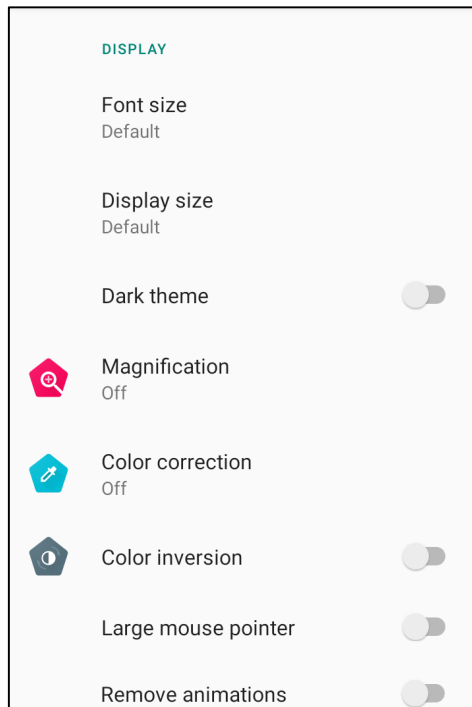 DISPLAY
Font size
Default
Display size
Default
Dark theme
Magnification
Off
Color correction
Off
Color inversion
Large mouse pointer
Remove animations